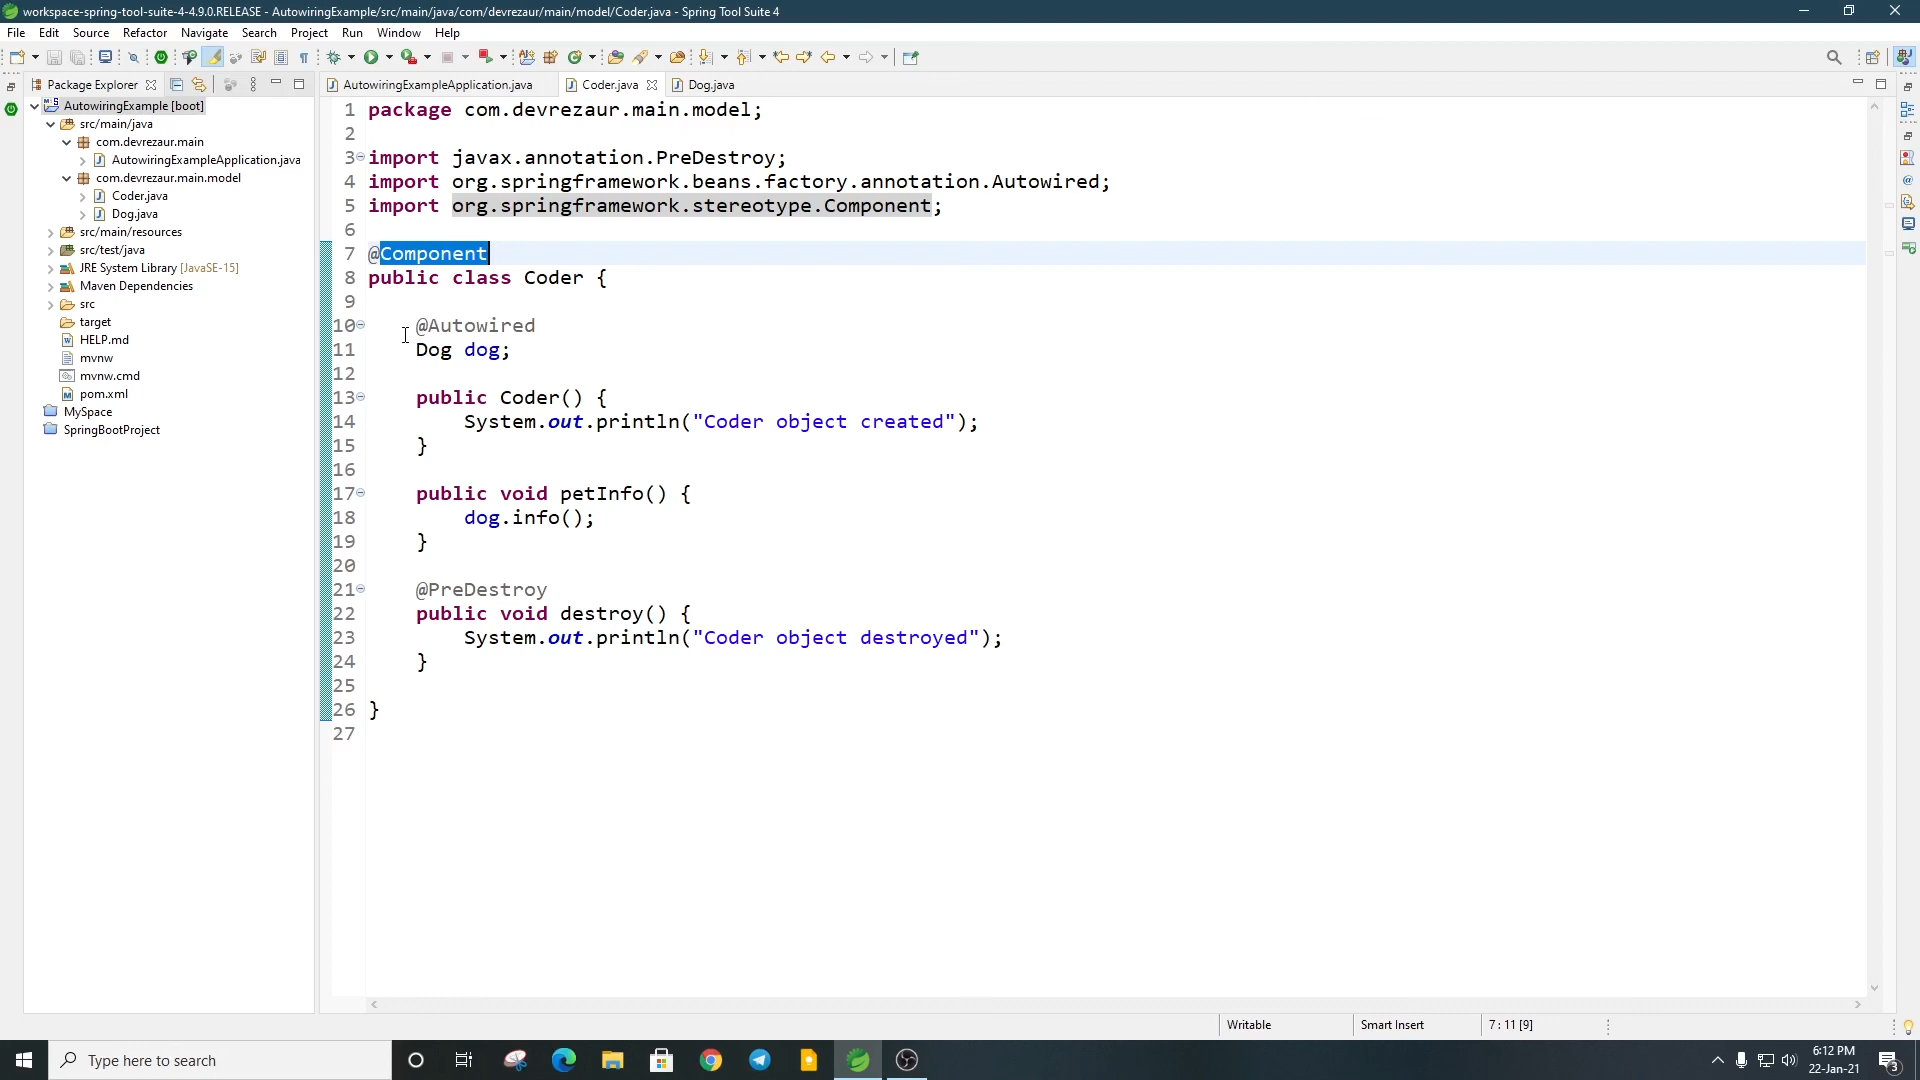 workspace-spring-tool-suite-4-4.9.0.RELEASE - AutowiringExample/src/main/java/com/devrezaur/main/model/Coder.java - Spring Tool Suite 4
File Edit Source Refactor Navigate Search Project Run Window Help
Package Explorer
AutowiringExample [boot]
src/main/java
com.devrezaur.main
AutowiringExampleApplication.java
com.devrezaur.main.model
Coder.java
Dog.java
src/main/resources
src/test/java
JRE System Library [JavaSE-15]
Maven Dependencies
src
target
HELP.md
mvnw
mvnw.cmd
pom.xml
MySpace
SpringBootProject
AutowiringExampleApplication.java Coder.java Dog.java
1 package com.devrezaur.main.model;
2
3 import javax.annotation.PreDestroy;
4 import org.springframework.beans.factory.annotation.Autowired;
5 import org.springframework.stereotype.Component;
6
7 @Component
8 public class Coder {
9
10 @Autowired
11 Dog dog;
12
13 public Coder() {
14 System.out.println("Coder object created");
15 }
16
17 public void petInfo() {
18 dog.info();
19 }
20
21 @PreDestroy
22 public void destroy() {
23 System.out.println("Coder object destroyed");
24 }
25
26 }
27
Writable Smart Insert 7 : 11 [9]
Type here to search
6:12 PM
22-Jan-21
3